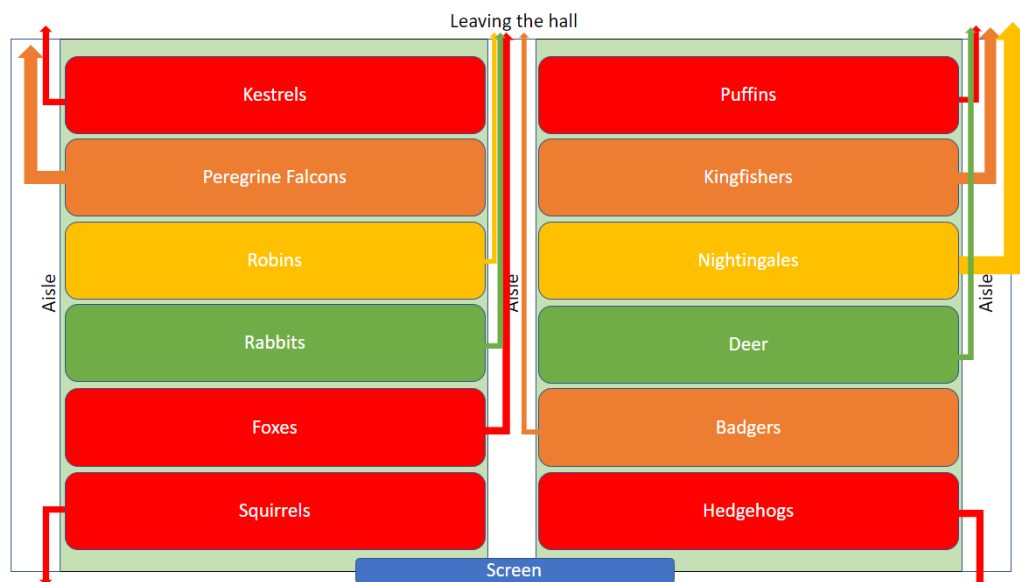 Leaving the hall
Kestrels
Puffins
Peregrine Falcons
Kingfishers
Robins
Nightingales
Aisle
Aisle
Aisle
Rabbits
Deer
Foxes
Badgers
Squirrels
Hedgehogs
Screen